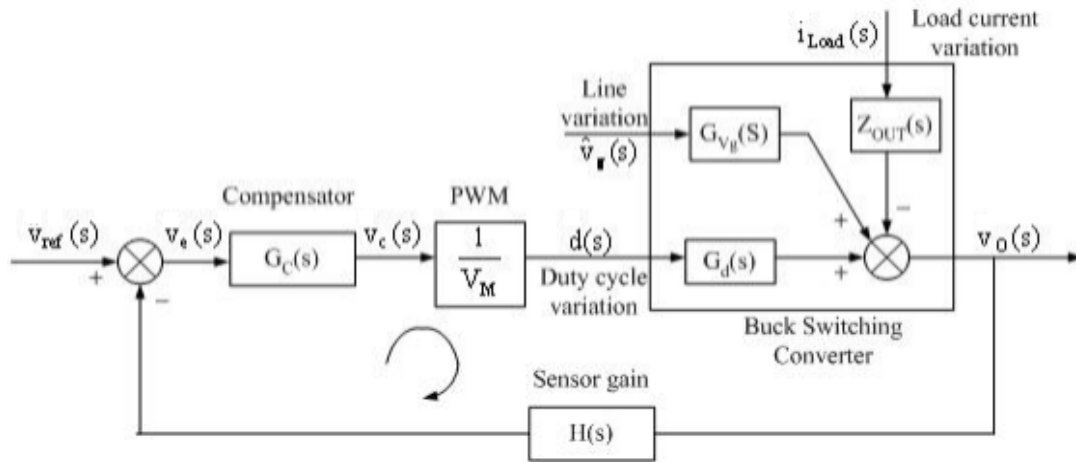 i_Load(s)
Load current
variation
Line
variation
v̂_g(s)
G_Vg(S)
Z_OUT(s)
Compensator
PWM
v_ref(s)
v_e(s)
G_C(s)
v_c(s)
1
V_M
d(s)
Duty cycle
variation
G_d(s)
v_O(s)
+
−
+
+
−
Buck Switching
Converter
Sensor gain
H(s)